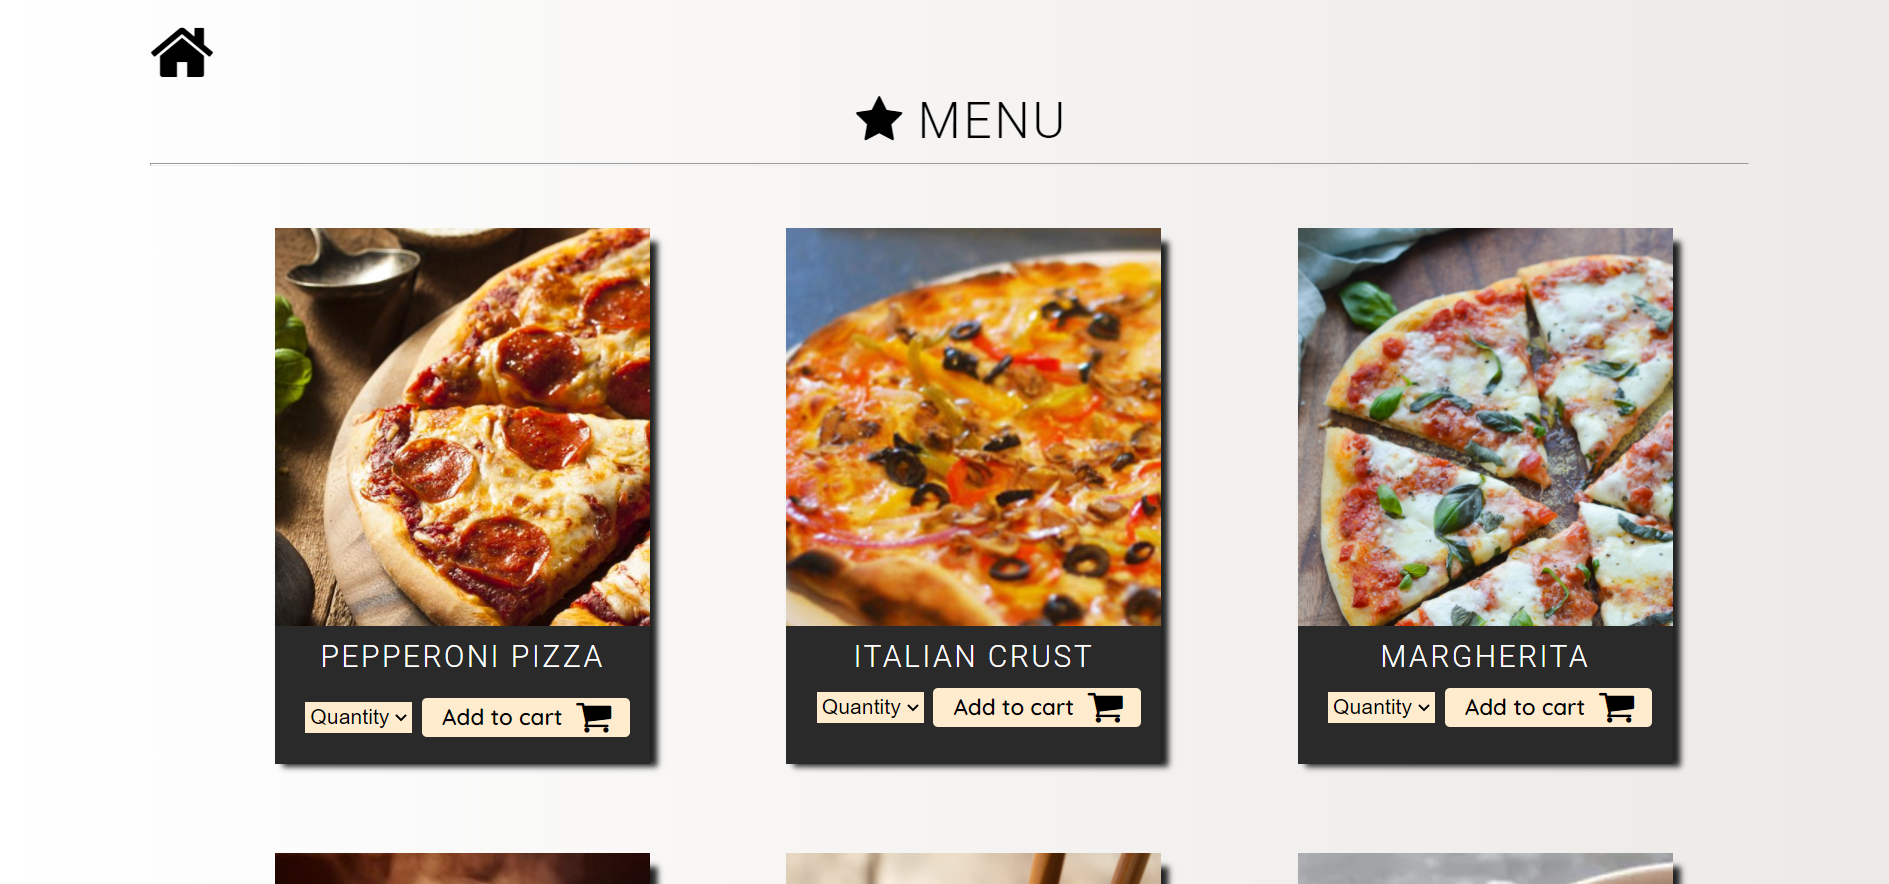 MENU
PEPPERONI PIZZA
Quantity Add to cart
ITALIAN CRUST
Quantity Add to cart
MARGHERITA
Quantity Add to cart